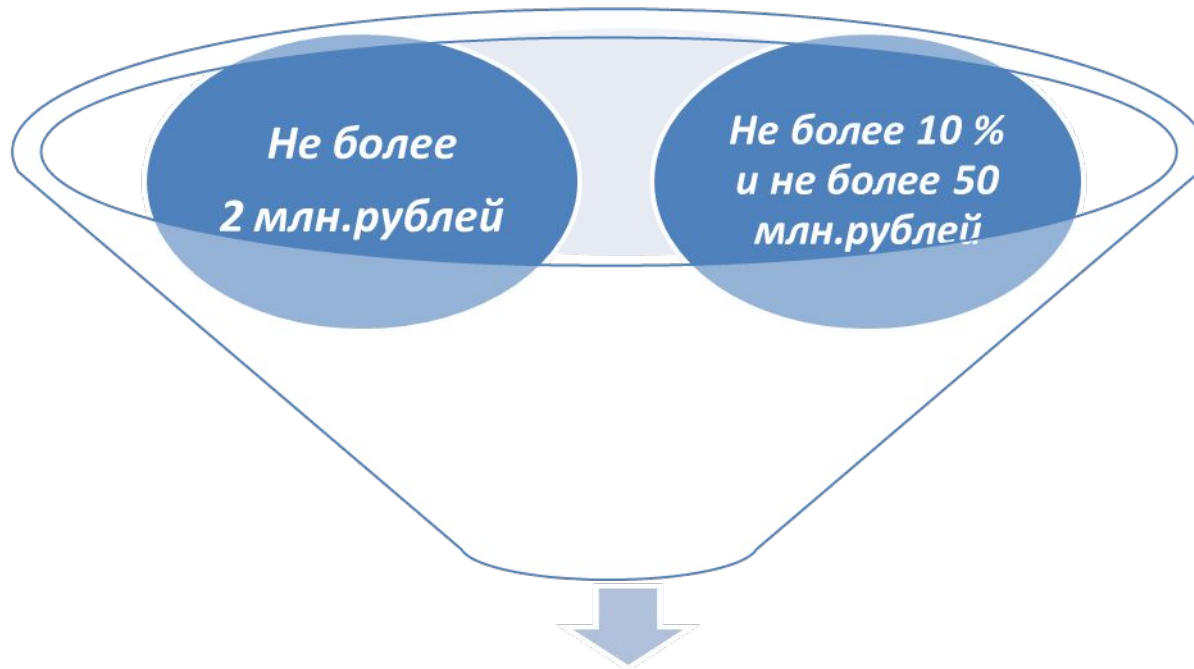 Не более
2 млн.рублей
Не более 10 %
и не более 50
млн.рублей